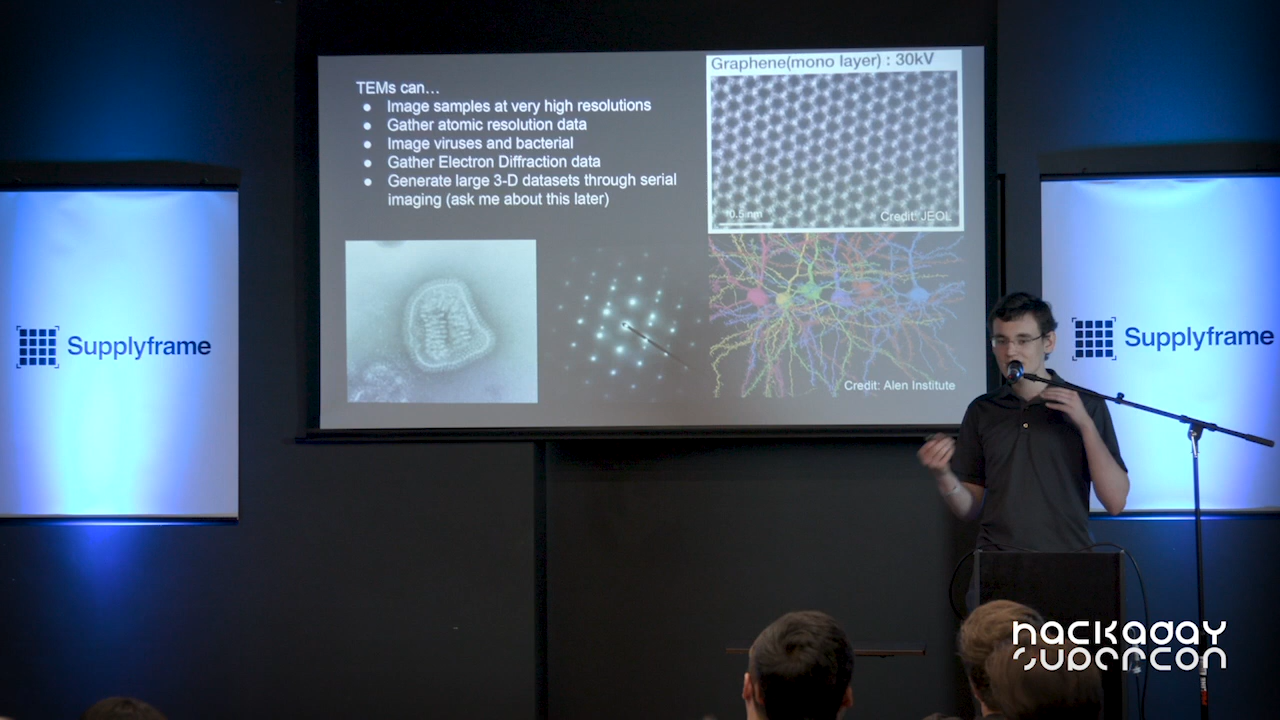 TEMs can...
● Image samples at very high resolutions
● Gather atomic resolution data
● Image viruses and bacterial
● Gather Electron Diffraction data
● Generate large 3-D datasets through serial
imaging (ask me about this later)
Graphene(mono layer) : 30kV
0.5 nm
Credit: JEOL
Credit: Alen Institute
Supplyframe
Supplyframe
hackaday
supercon